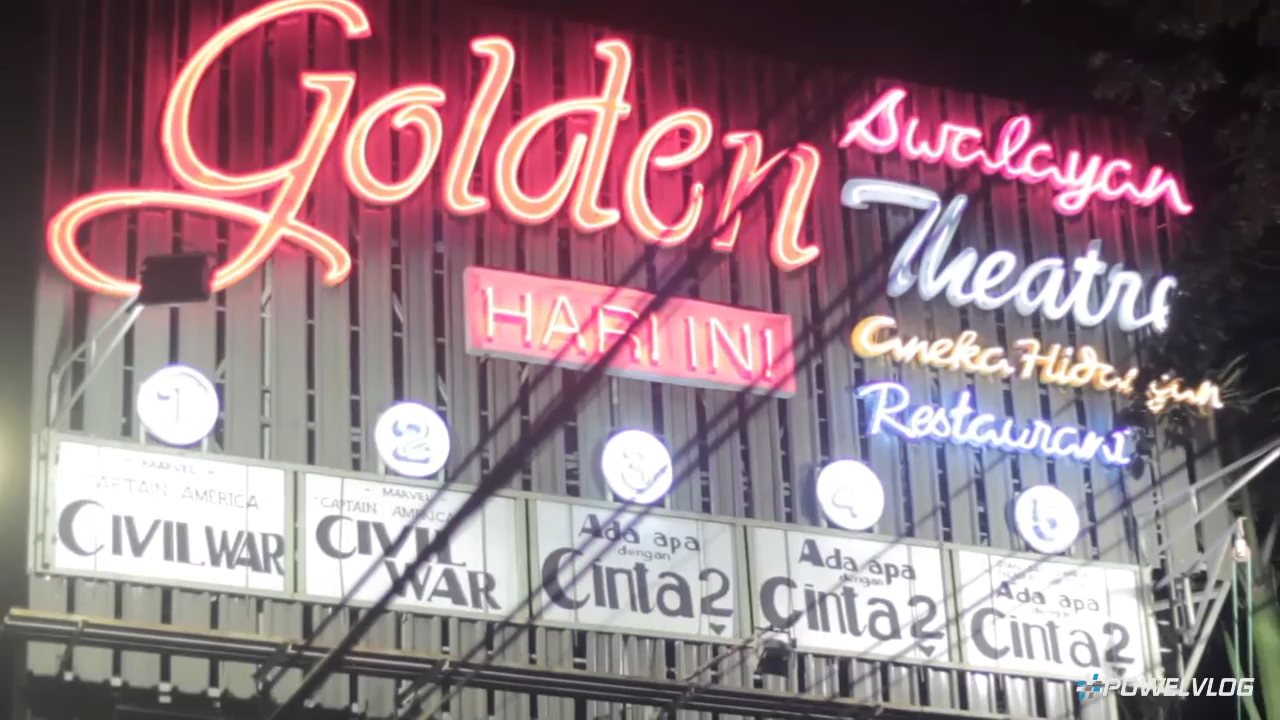 Golden
Swalayan
Theatre
Aneka Hidangan
Restaurant
HARI INI
1
MARVEL
CAPTAIN AMERICA
CIVIL WAR
2
MARVEL
"CAPTAIN AMERICA"
CIVIL
WAR
3
Ada apa
dengan
Cinta 2
4
Ada apa
dengan
Cinta 2
5
Ada apa
Cinta 2
#POWELVLOG